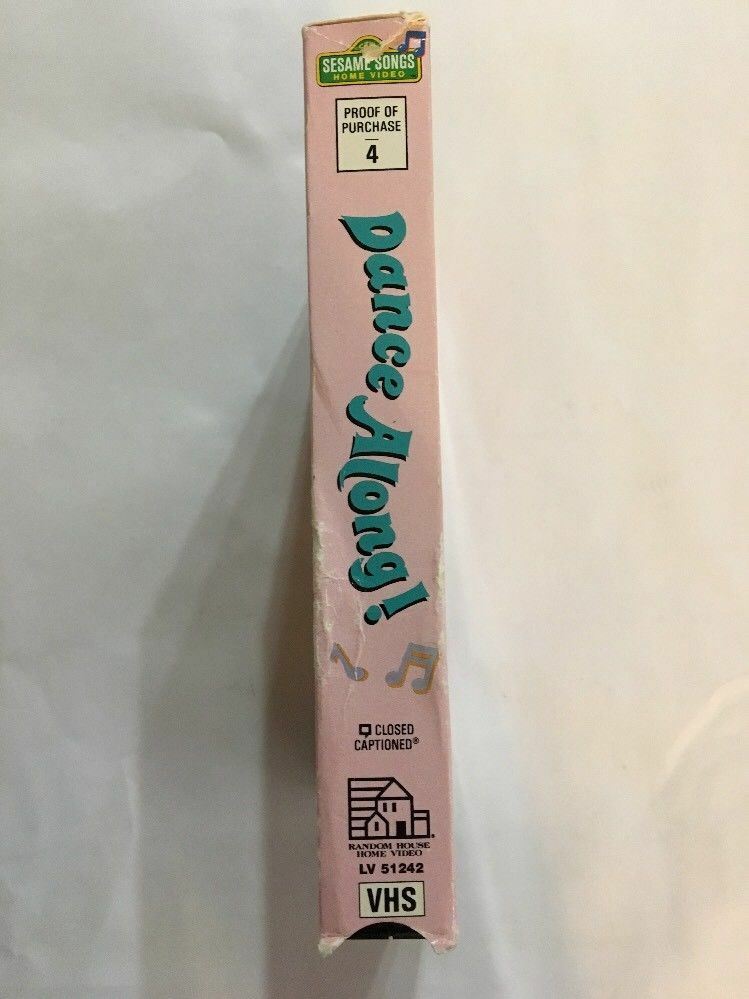 SESAME SONGS
HOME VIDEO
PROOF OF
PURCHASE
4
Dance Along!
CLOSED
CAPTIONED®
RANDOM HOUSE
HOME VIDEO
LV 51242
VHS